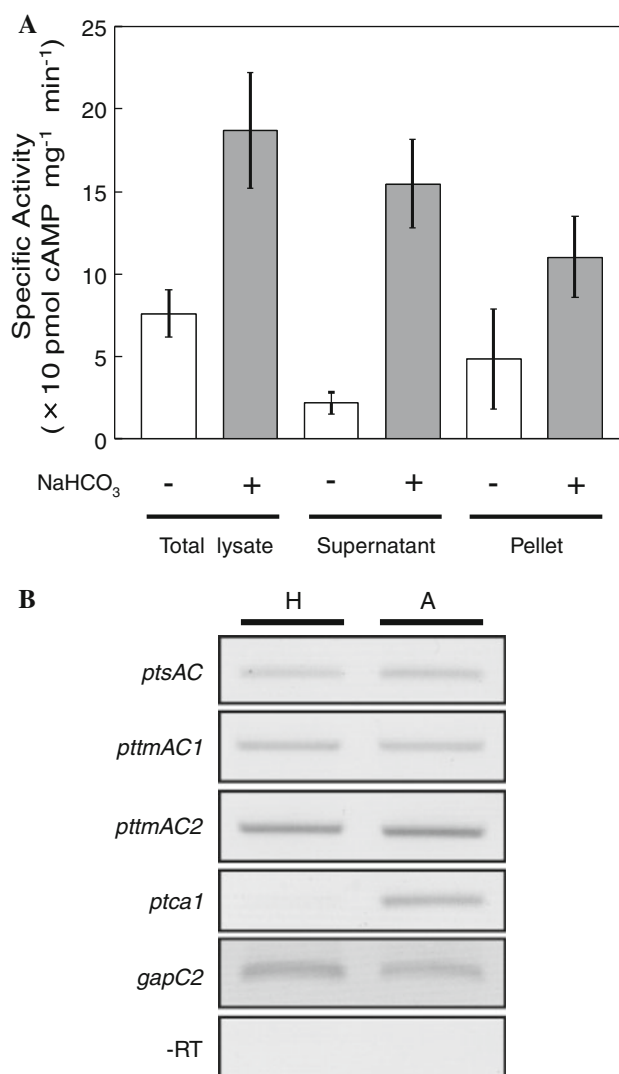 A
Specific Activity
( × 10 pmol cAMP mg⁻¹ min⁻¹)
25
20
15
10
5
0
NaHCO₃ - + - + - +
Total lysate Supernatant Pellet
B
H A
ptsAC
pttmAC1
pttmAC2
ptca1
gapC2
-RT